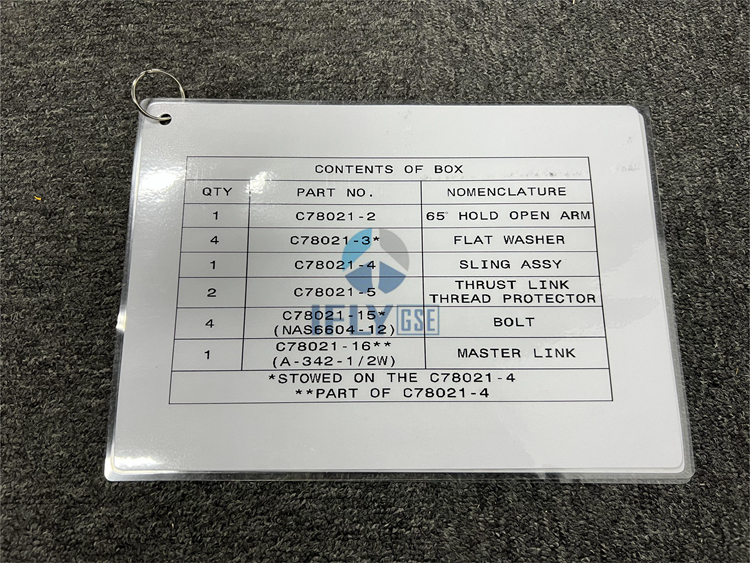 CONTENTS OF BOX
QTY PART NO. NOMENCLATURE
1 C78021-2 65° HOLD OPEN ARM
4 C78021-3* FLAT WASHER
1 C78021-4 SLING ASSY
2 C78021-5 THRUST LINK
THREAD PROTECTOR
4 C78021-15* BOLT
(NAS6604-12)
1 C78021-16** MASTER LINK
(A-342-1/2W)
*STOWED ON THE C78021-4
**PART OF C78021-4
IFLY GSE